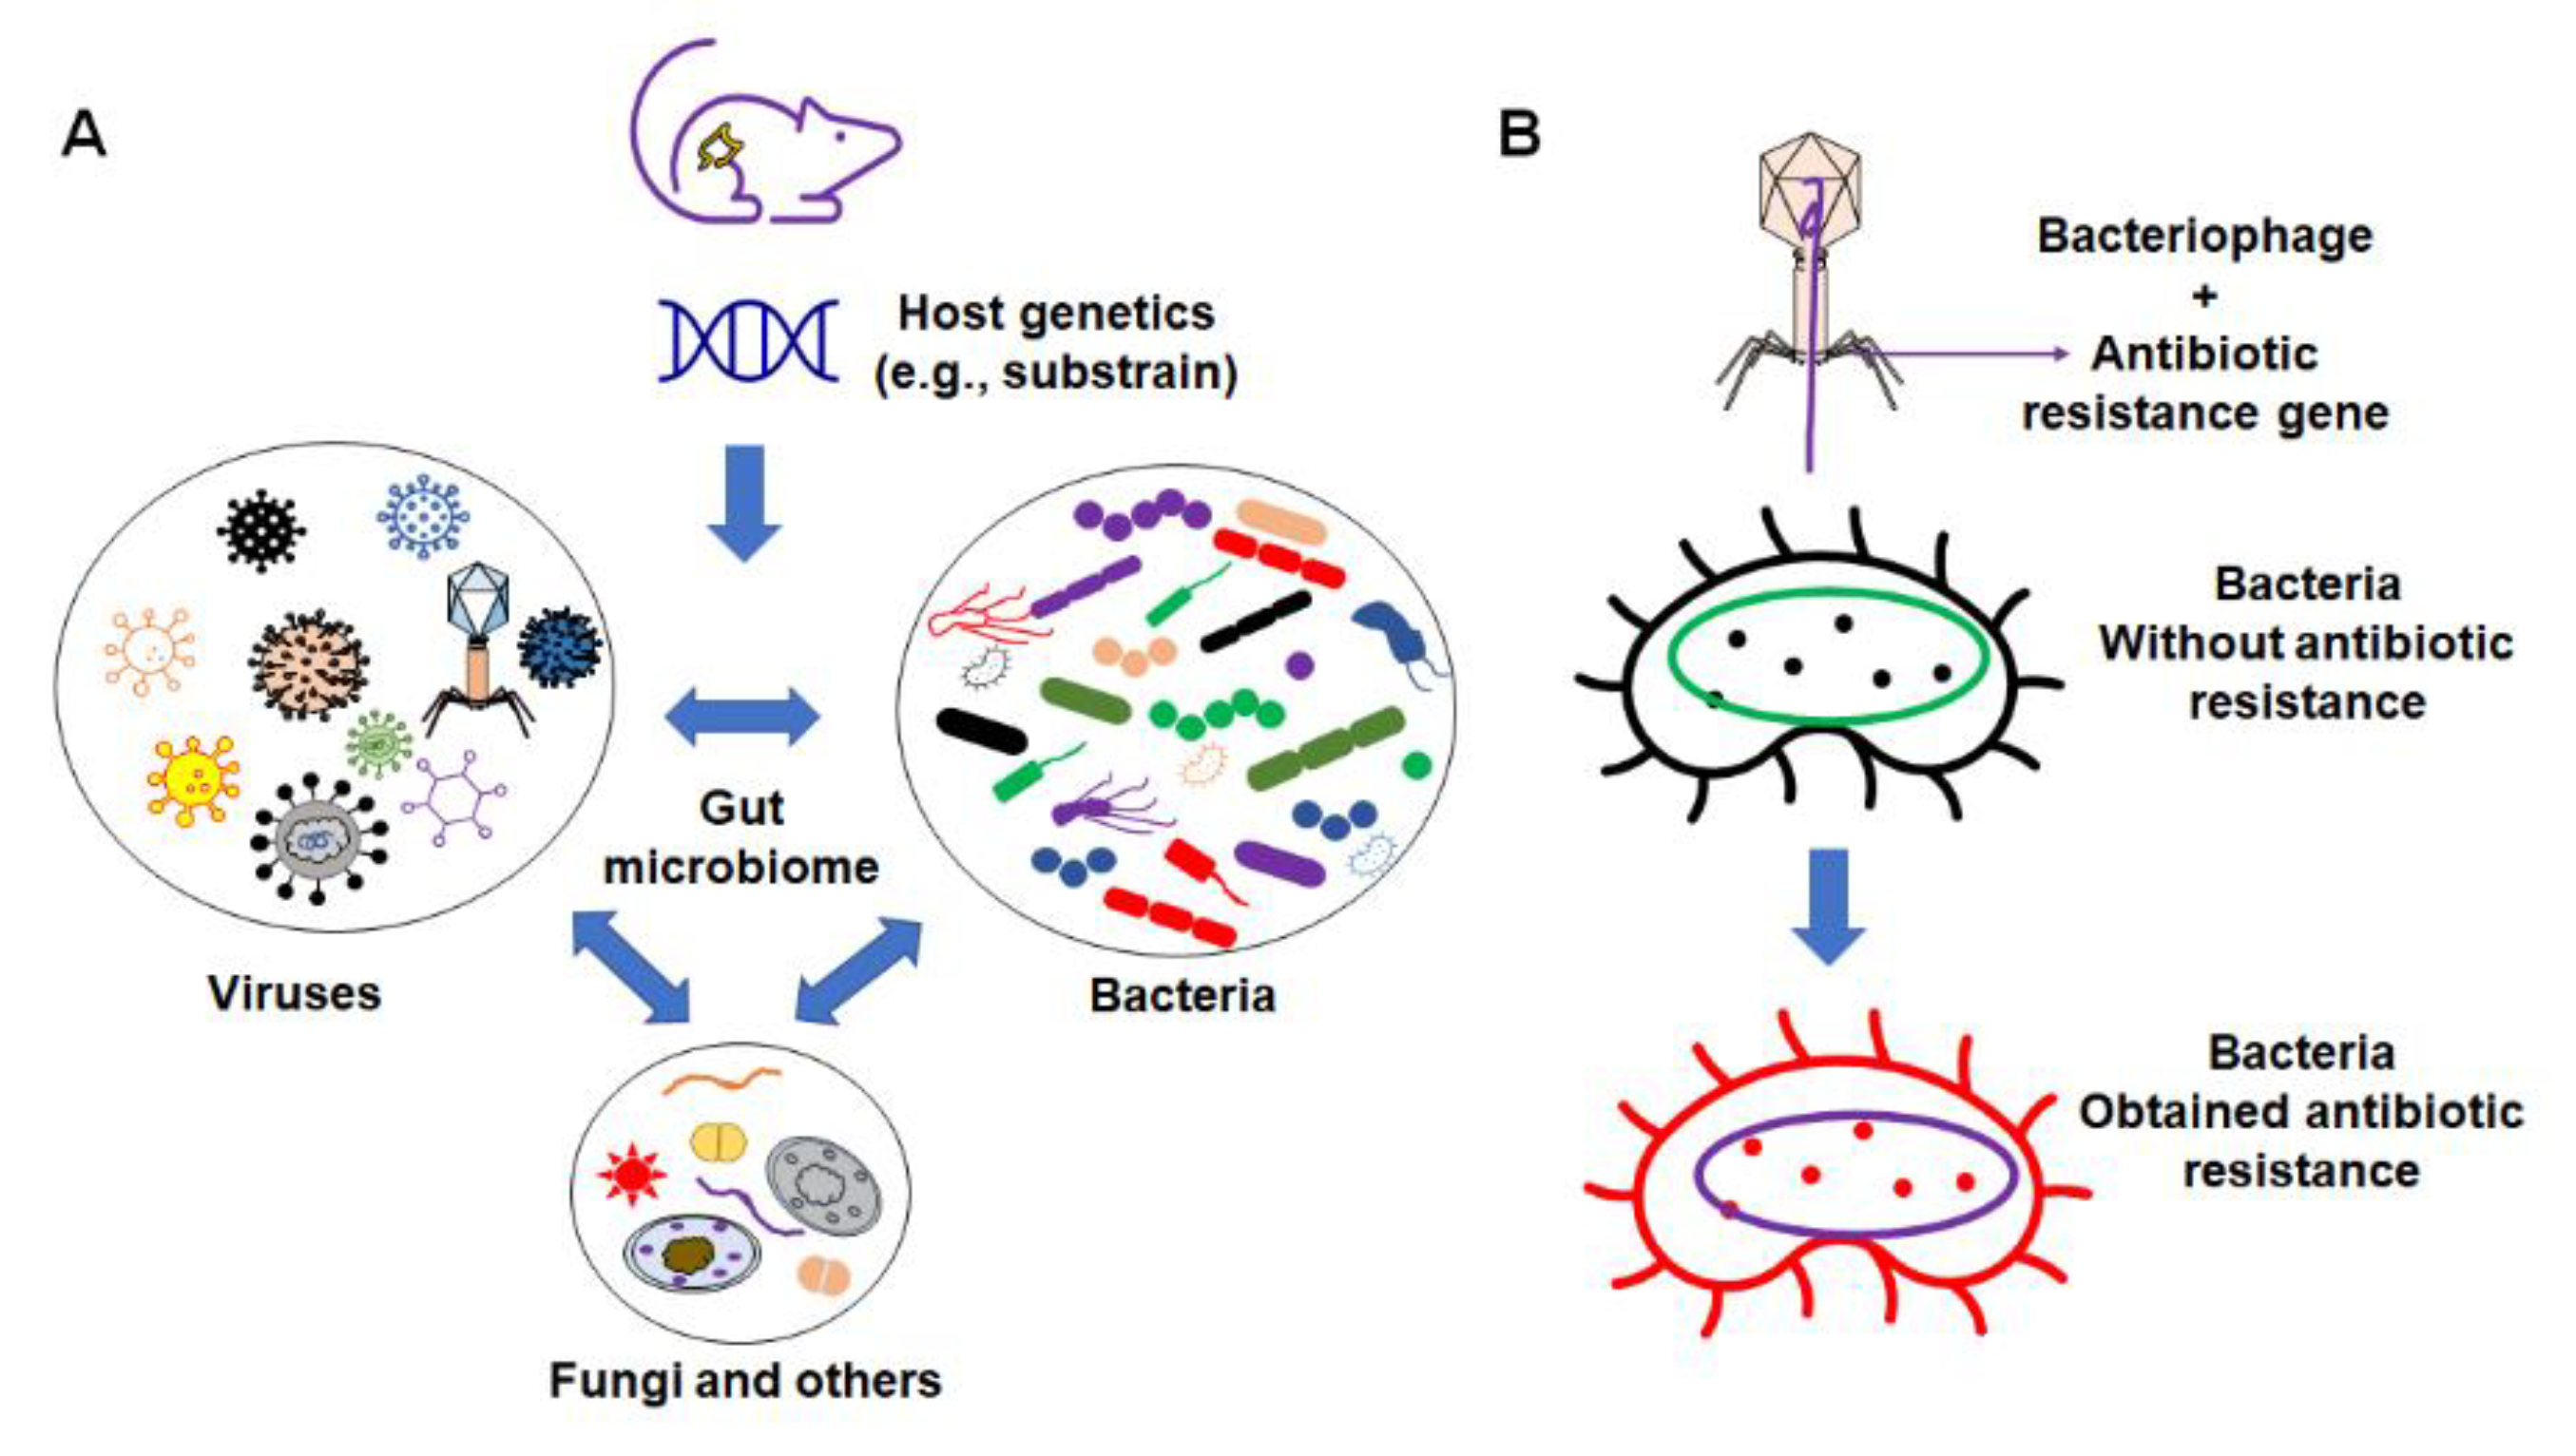 A
Host genetics
(e.g., substrain)
Gut
microbiome
Viruses
Bacteria
Fungi and others
B
Bacteriophage
+
Antibiotic
resistance gene
Bacteria
Without antibiotic
resistance
Bacteria
Obtained antibiotic
resistance